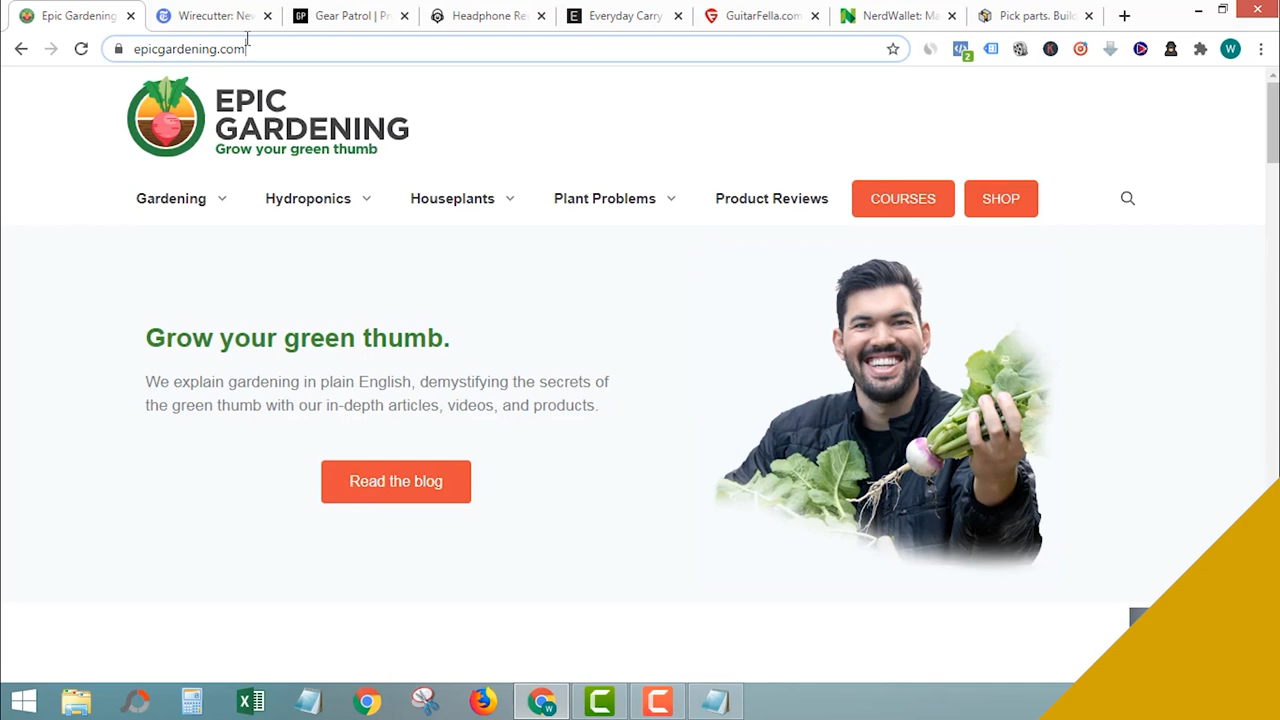 Epic Gardening
Wirecutter: Nev
Gear Patrol | Pr
Headphone Re
Everyday Carry
GuitarFella.com
NerdWallet: Ma
Pick parts. Build
epicgardening.com
2
W
EPIC
GARDENING
Grow your green thumb
Gardening
Hydroponics
Houseplants
Plant Problems
Product Reviews
COURSES
SHOP
Grow your green thumb.
We explain gardening in plain English, demystifying the secrets of
the green thumb with our in-depth articles, videos, and products.
Read the blog